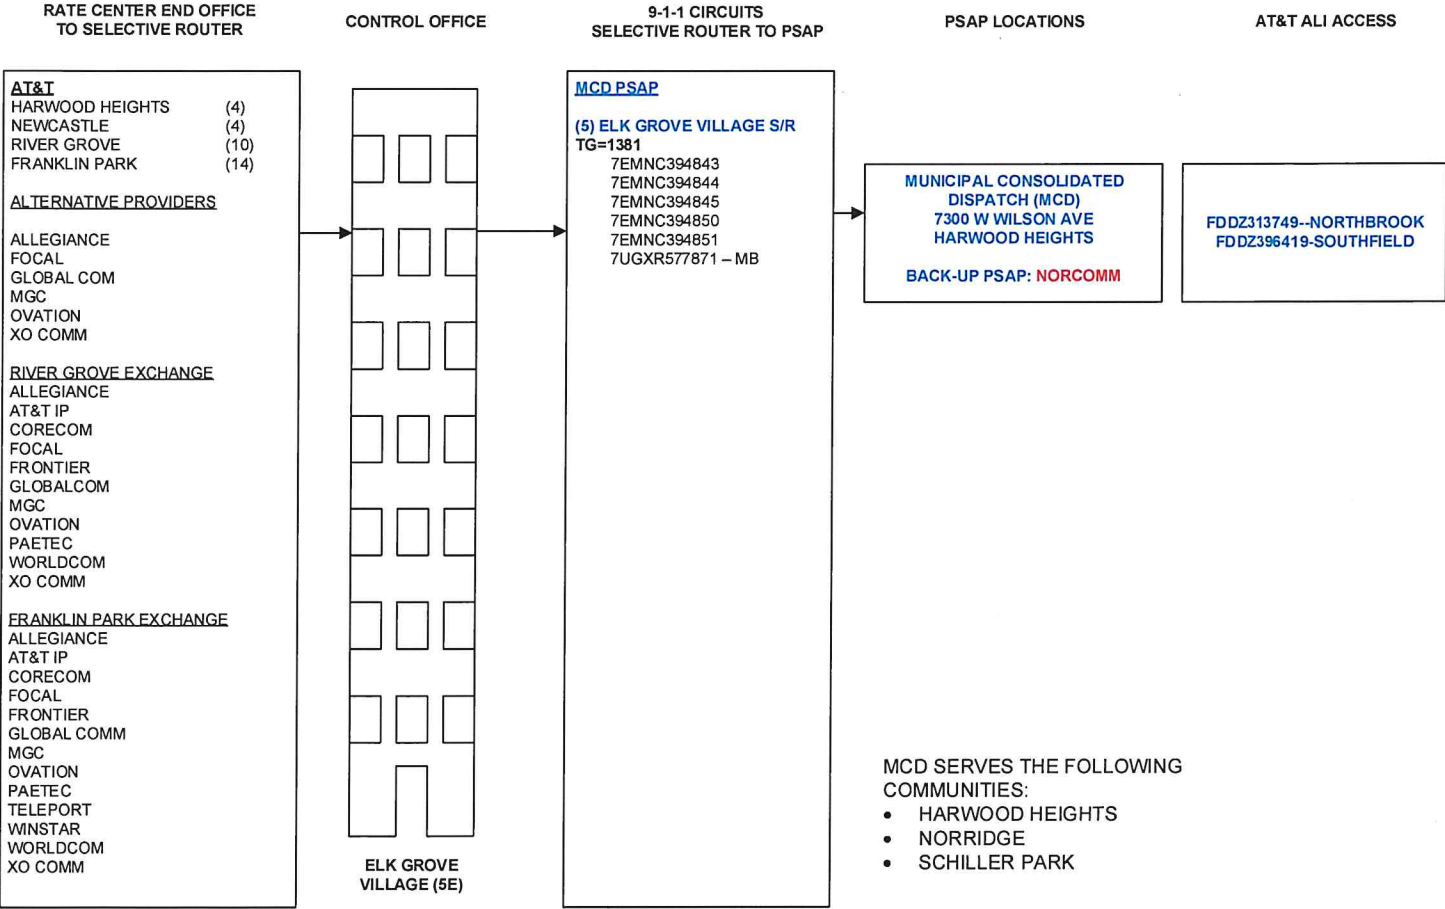 RATE CENTER END OFFICE
TO SELECTIVE ROUTER
CONTROL OFFICE
9-1-1 CIRCUITS
SELECTIVE ROUTER TO PSAP
PSAP LOCATIONS
AT&T ALI ACCESS
AT&T
HARWOOD HEIGHTS (4)
NEWCASTLE (4)
RIVER GROVE (10)
FRANKLIN PARK (14)
ALTERNATIVE PROVIDERS
ALLEGIANCE
FOCAL
GLOBAL COM
MGC
OVATION
XO COMM
RIVER GROVE EXCHANGE
ALLEGIANCE
AT&T IP
CORECOM
FOCAL
FRONTIER
GLOBALCOM
MGC
OVATION
PAETEC
WORLDCOM
XO COMM
FRANKLIN PARK EXCHANGE
ALLEGIANCE
AT&T IP
CORECOM
FOCAL
FRONTIER
GLOBAL COMM
MGC
OVATION
PAETEC
TELEPORT
WINSTAR
WORLDCOM
XO COMM
ELK GROVE
VILLAGE (5E)
MCD PSAP
(5) ELK GROVE VILLAGE S/R
TG=1381
7EMNC394843
7EMNC394844
7EMNC394845
7EMNC394850
7EMNC394851
7UGXR577871 – MB
MUNICIPAL CONSOLIDATED
DISPATCH (MCD)
7300 W WILSON AVE
HARWOOD HEIGHTS
BACK-UP PSAP: NORCOMM
FDDZ313749--NORTHBROOK
FDDZ396419-SOUTHFIELD
MCD SERVES THE FOLLOWING
COMMUNITIES:
• HARWOOD HEIGHTS
• NORRIDGE
• SCHILLER PARK